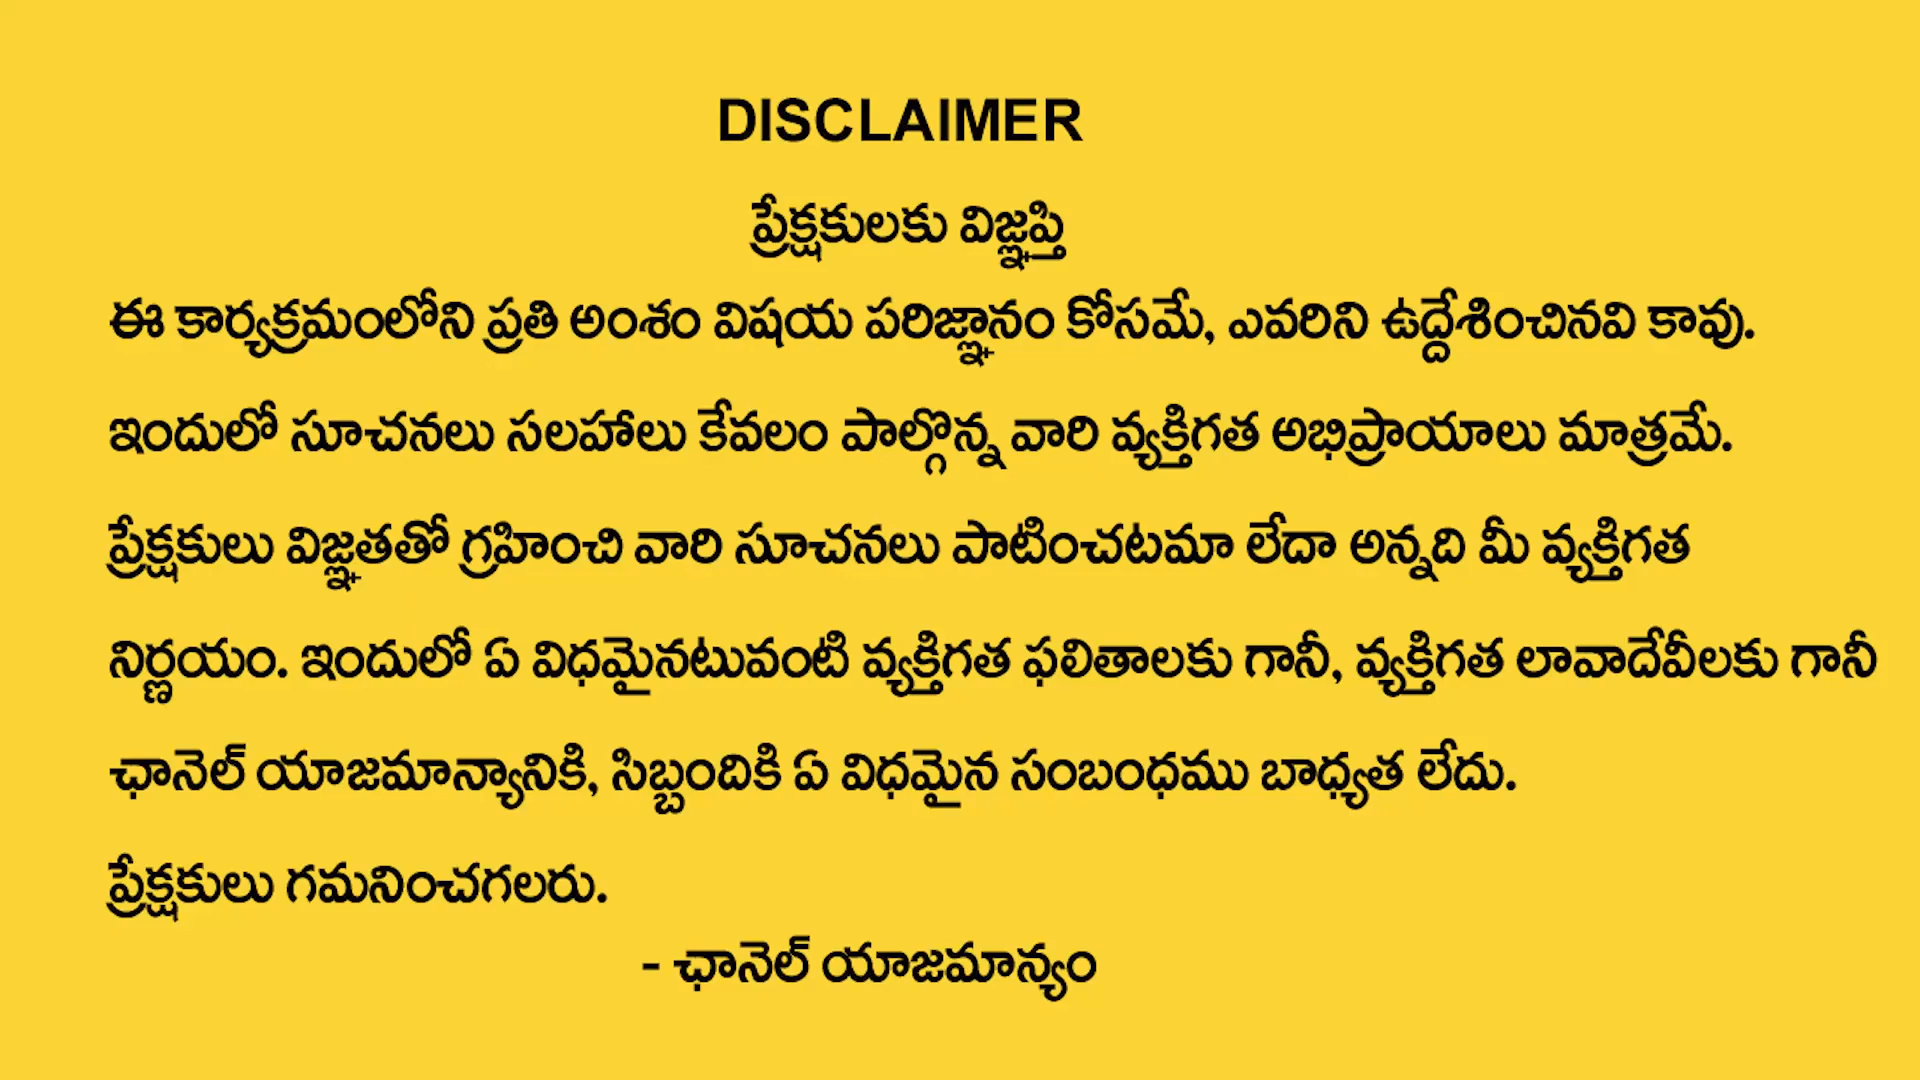 DISCLAIMER
ప్రేక్షకులకు విజ్ఞప్తి
ఈ కార్యక్రమంలోని ప్రతి అంశం విషయ పరిజ్ఞానం కోసమే, ఎవరిని ఉద్దేశించినవి కావు.
ఇందులో సూచనలు సలహాలు కేవలం పాల్గొన్న వారి వ్యక్తిగత అభిప్రాయాలు మాత్రమే.
ప్రేక్షకులు విజ్ఞతతో గ్రహించి వారి సూచనలు పాటించటమా లేదా అన్నది మీ వ్యక్తిగత
నిర్ణయం. ఇందులో ఏ విధమైనటువంటి వ్యక్తిగత ఫలితాలకు గానీ, వ్యక్తిగత లావాదేవీలకు గానీ
ఛానెల్ యాజమాన్యానికి, సిబ్బందికి ఏ విధమైన సంబంధము బాధ్యత లేదు.
ప్రేక్షకులు గమనించగలరు.
- ఛానెల్ యాజమాన్యం